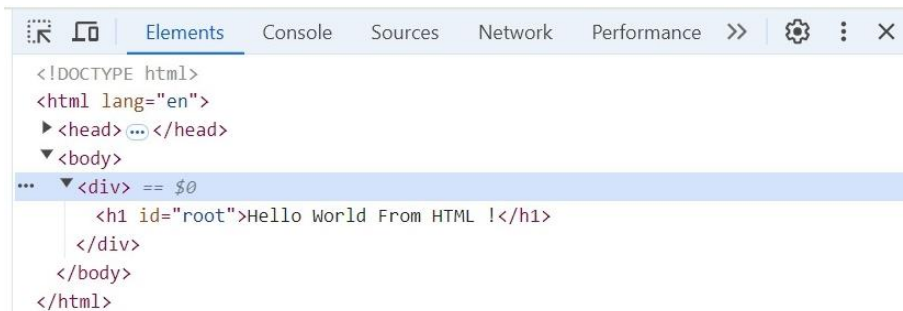 Elements Console Sources Network Performance »
<!DOCTYPE html>
<html lang="en">
<head>…</head>
<body>
… <div> == $0
<h1 id="root">Hello World From HTML !</h1>
</div>
</body>
</html>